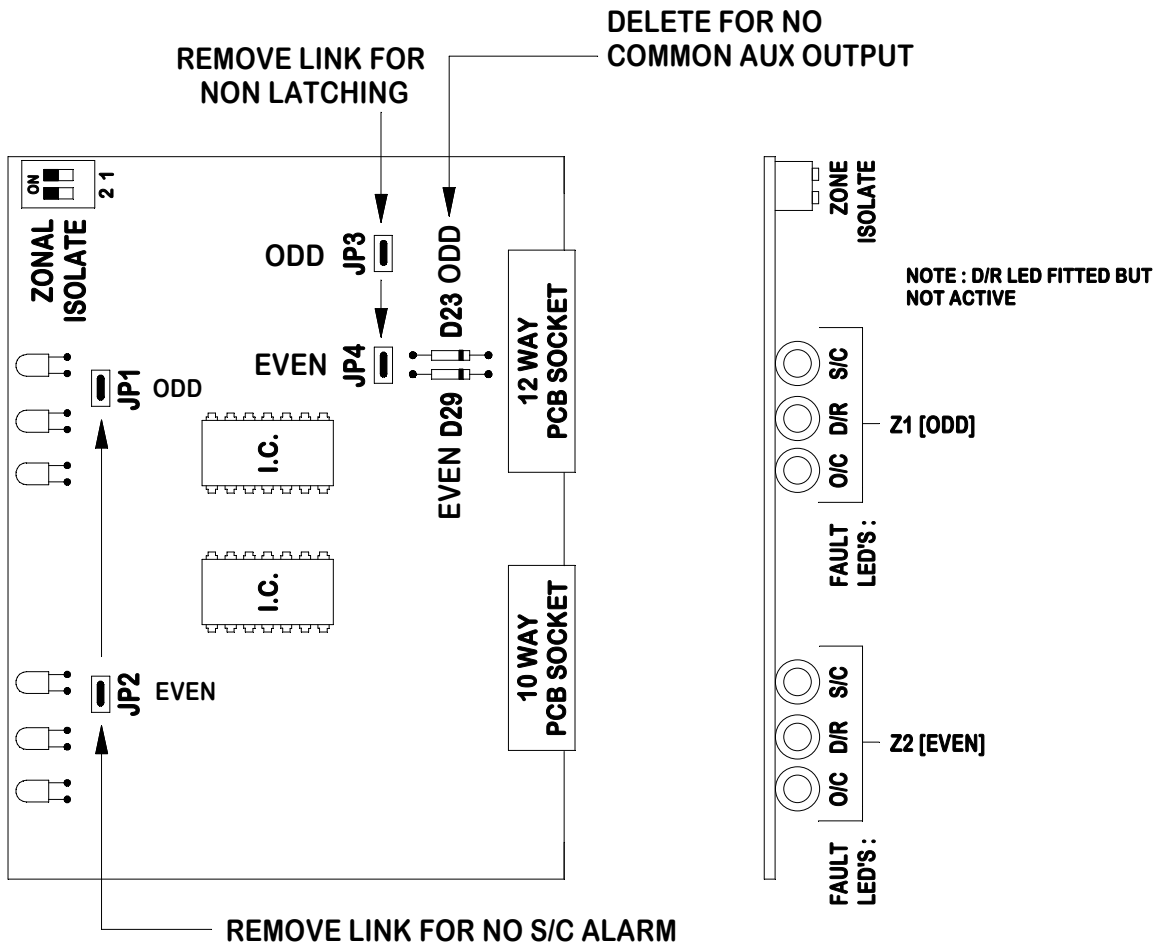 DELETE FOR NO
COMMON AUX OUTPUT
REMOVE LINK FOR
NON LATCHING
ON
2 1
ZONAL
ISOLATE
ODD
JP3
D23 ODD
EVEN
JP4
EVEN D29
12 WAY
PCB SOCKET
JP1
ODD
I.C.
I.C.
10 WAY
PCB SOCKET
JP2
EVEN
REMOVE LINK FOR NO S/C ALARM
ZONE
ISOLATE
NOTE : D/R LED FITTED BUT
NOT ACTIVE
S/C
D/R
O/C
Z1 [ODD]
FAULT
LED'S :
S/C
D/R
O/C
Z2 [EVEN]
FAULT
LED'S :